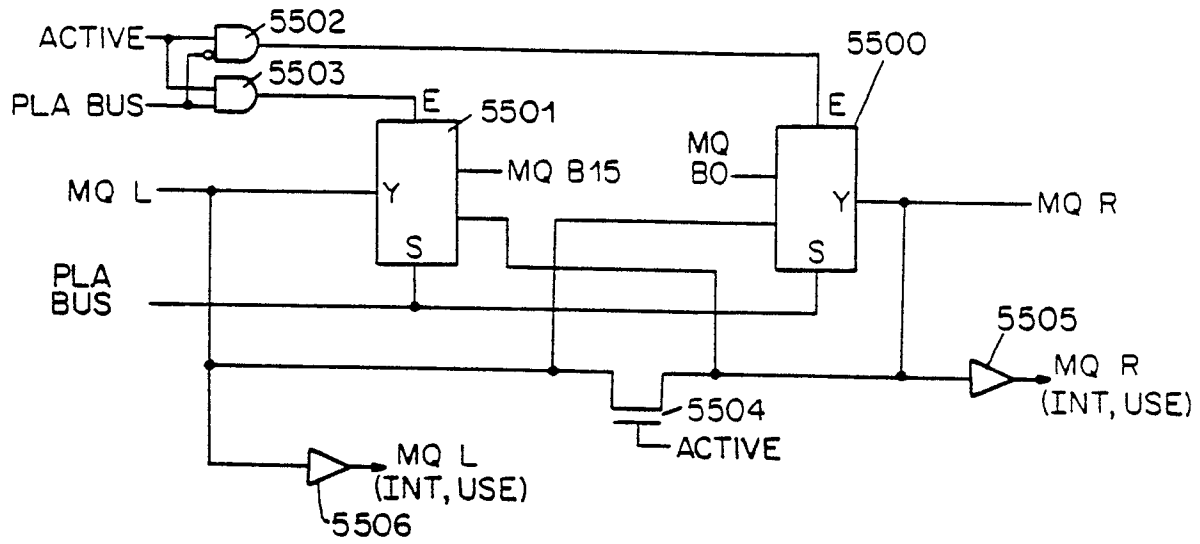 5502
ACTIVE
5500
5503
PLA BUS
E
5501
E
MQ
B0
MQ B15
MQ L
Y
Y
MQ R
S
S
PLA
BUS
5505
MQ R
(INT, USE)
5504
ACTIVE
MQ L
(INT, USE)
5506